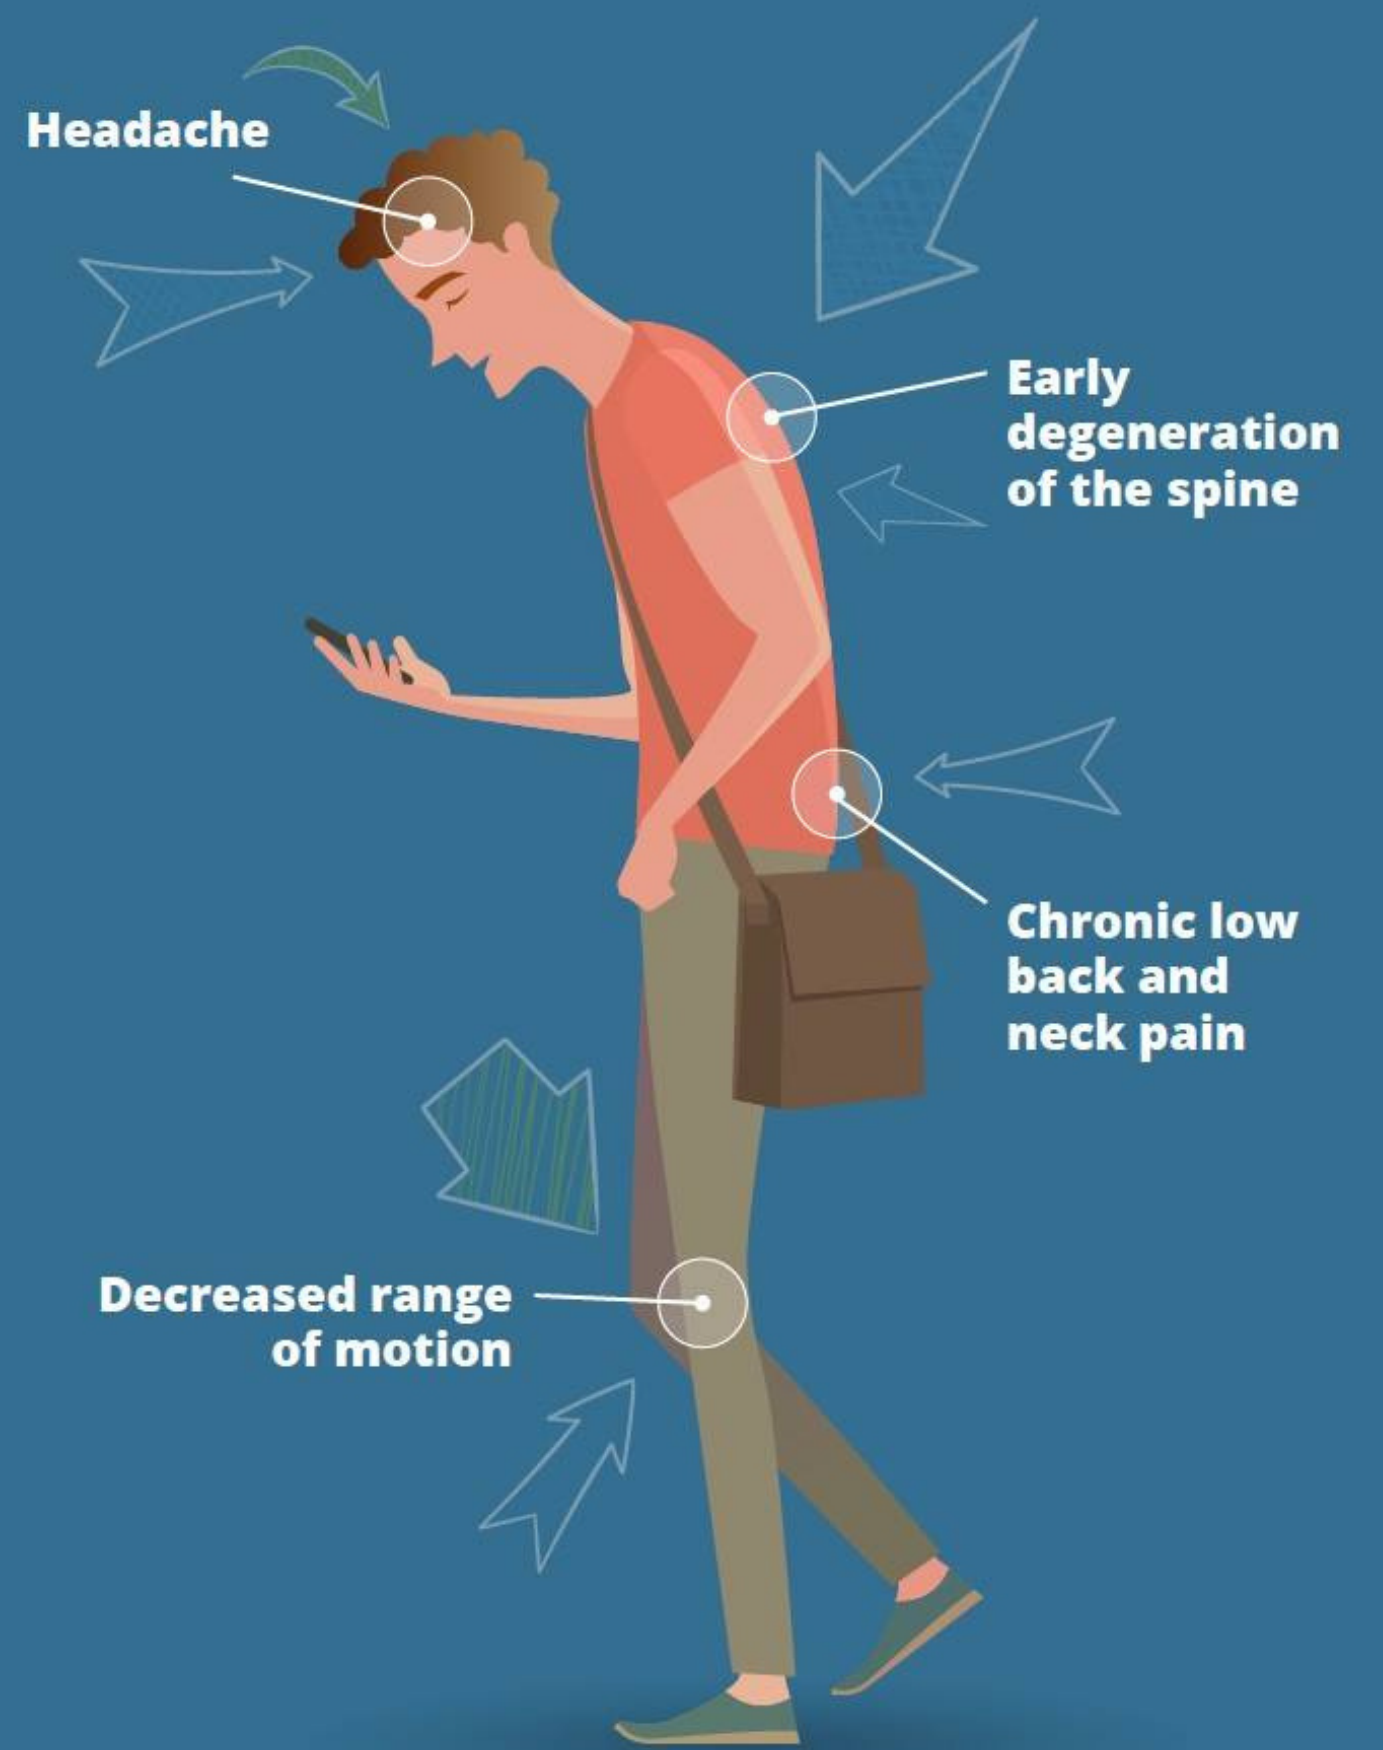 Headache
Early
degeneration
of the spine
Chronic low
back and
neck pain
Decreased range
of motion